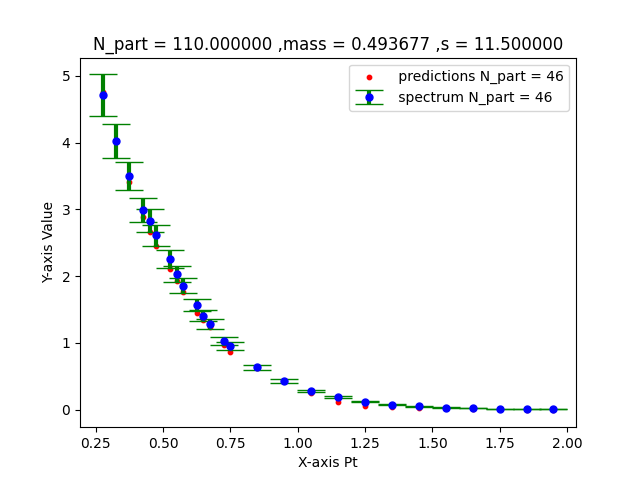 N_part = 110.000000 ,mass = 0.493677 ,s = 11.500000
predictions N_part = 46
spectrum N_part = 46
5
4
3
2
1
0
Y-axis Value
0.25 0.50 0.75 1.00 1.25 1.50 1.75 2.00
X-axis Pt